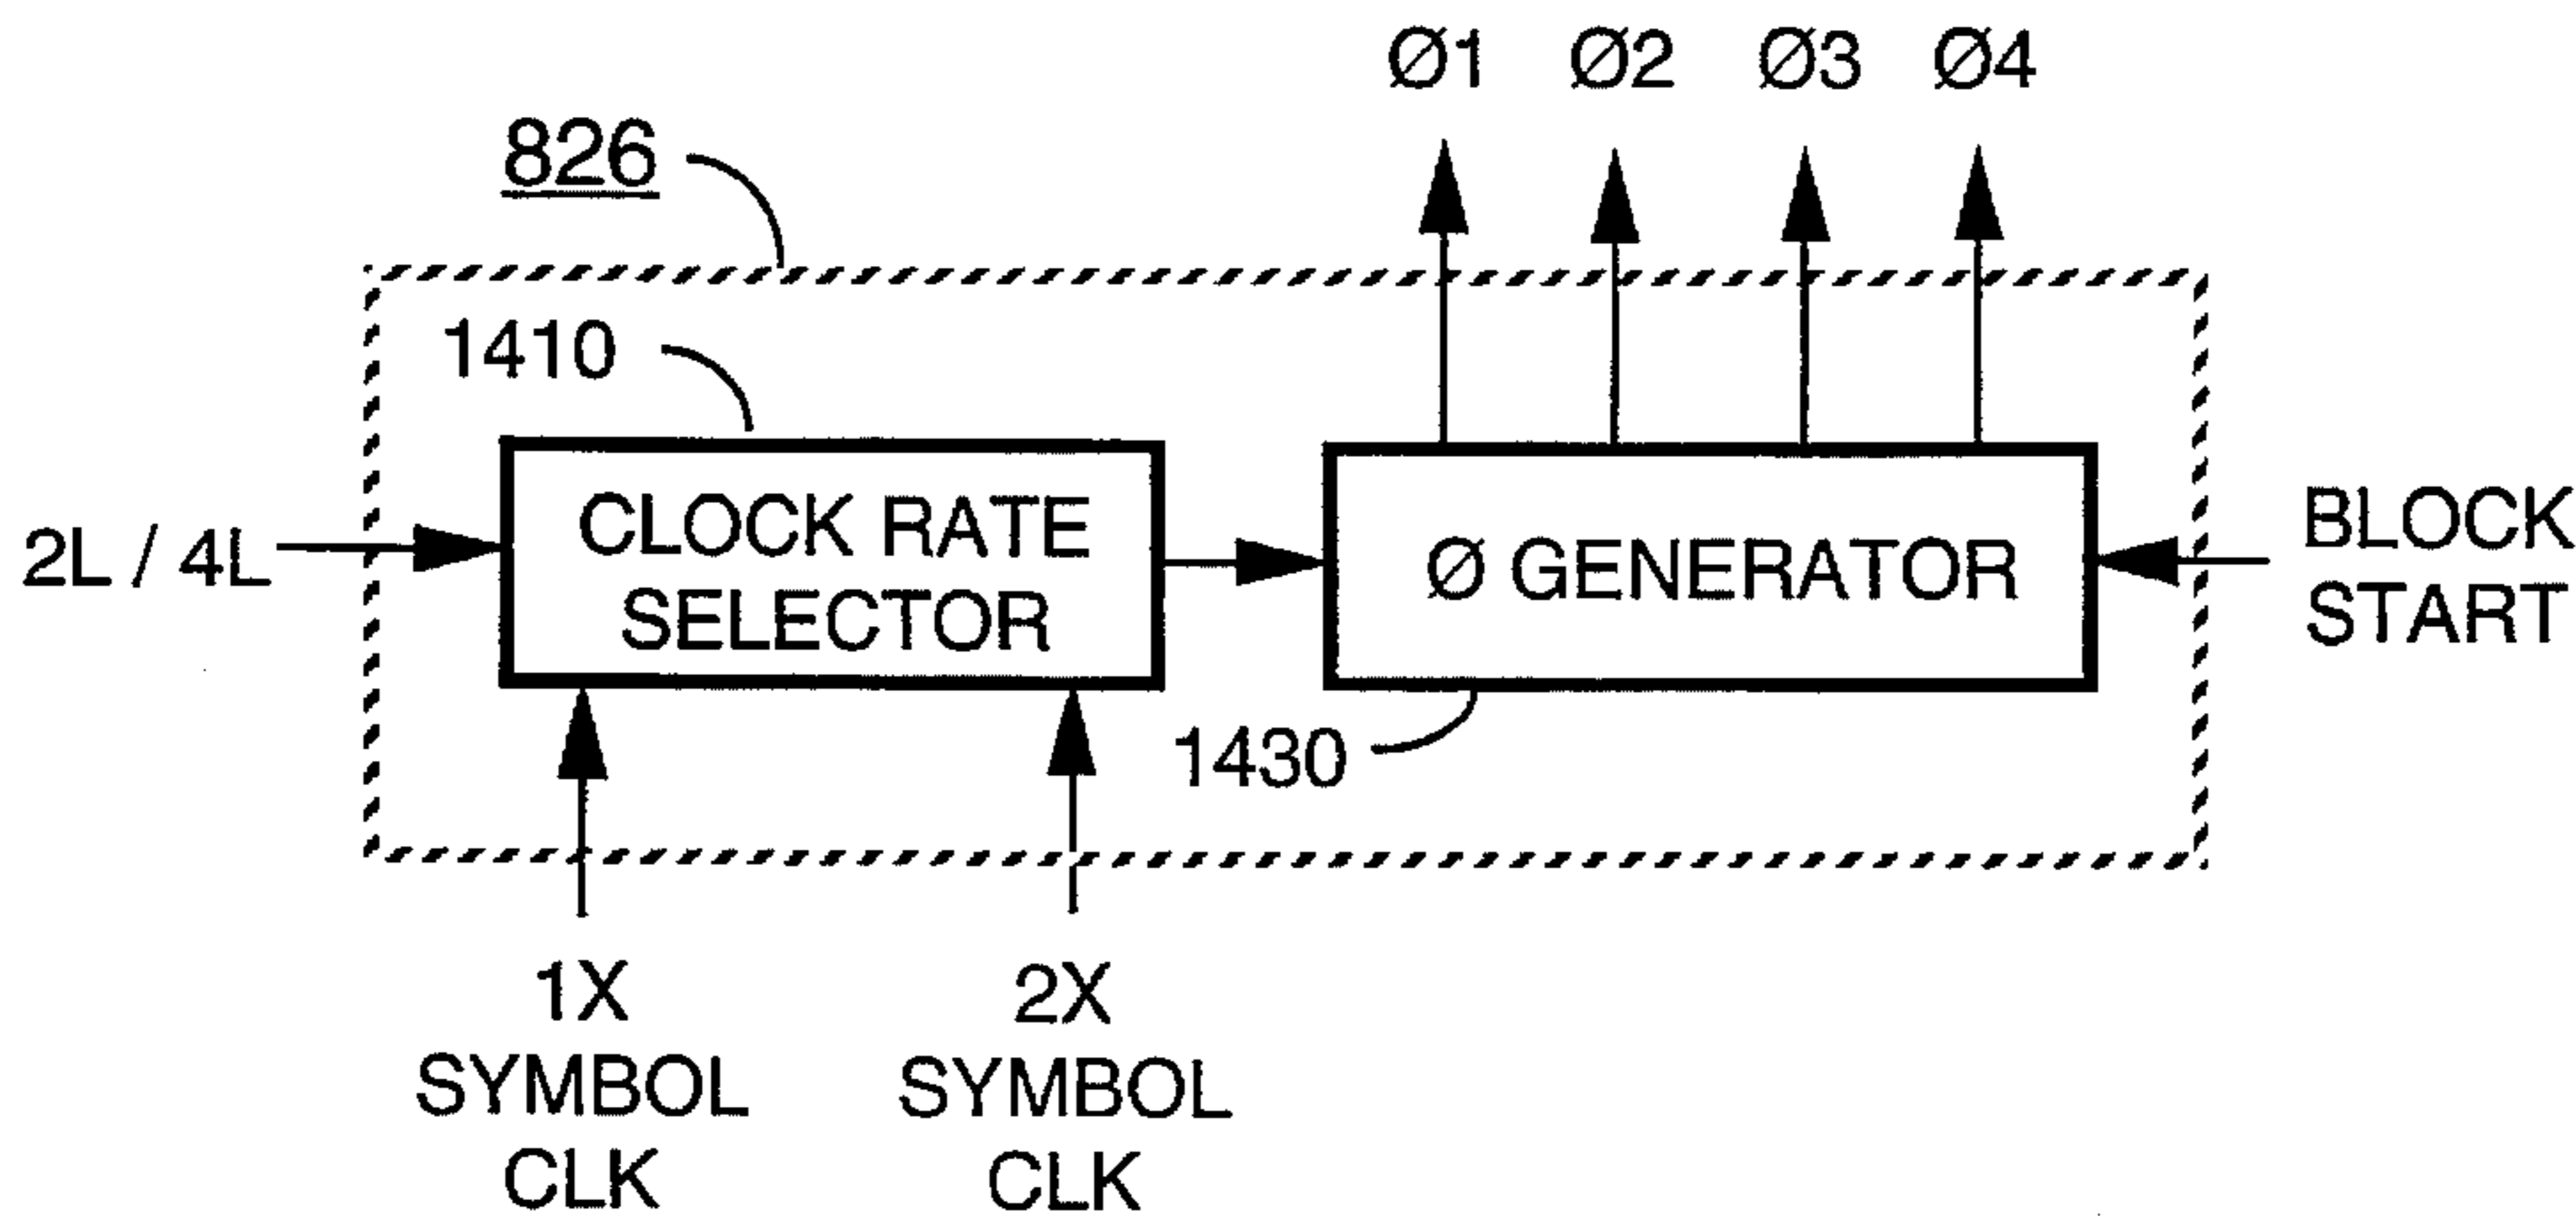 Ø1 Ø2 Ø3 Ø4
826
1410
2L / 4L
CLOCK RATE
SELECTOR
Ø GENERATOR
BLOCK
START
1430
1X
SYMBOL
CLK
2X
SYMBOL
CLK